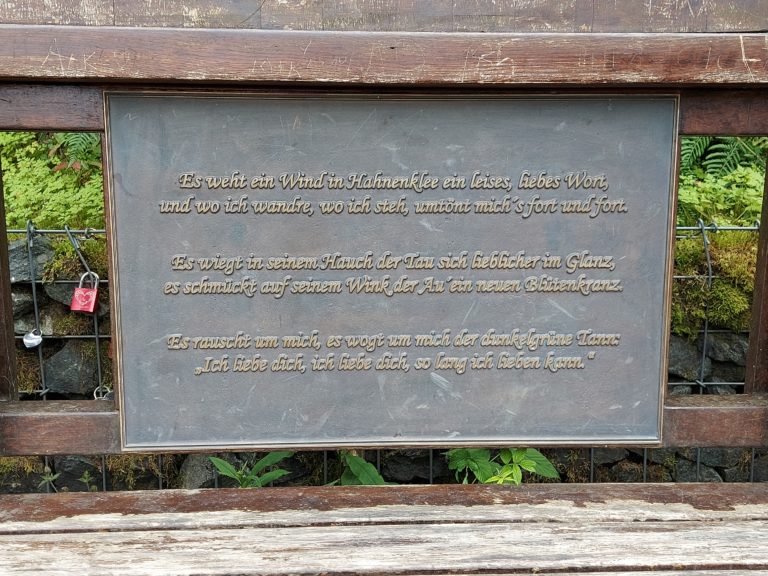 Es weht ein Wind in Hahnenklee ein leises, liebes Wort,
und wo ich wandre, wo ich steh, umtönt mich´s fort und fort.
Es wiegt in seinem Hauch der Tau sich lieblicher im Glanz,
es schmückt auf seinem Wink der Au ein neuen Blütenkranz.
Es rauscht um mich, es wogt um mich der dunkelgrüne Tann:
„Ich liebe dich, ich liebe dich, so lang ich lieben kann.“